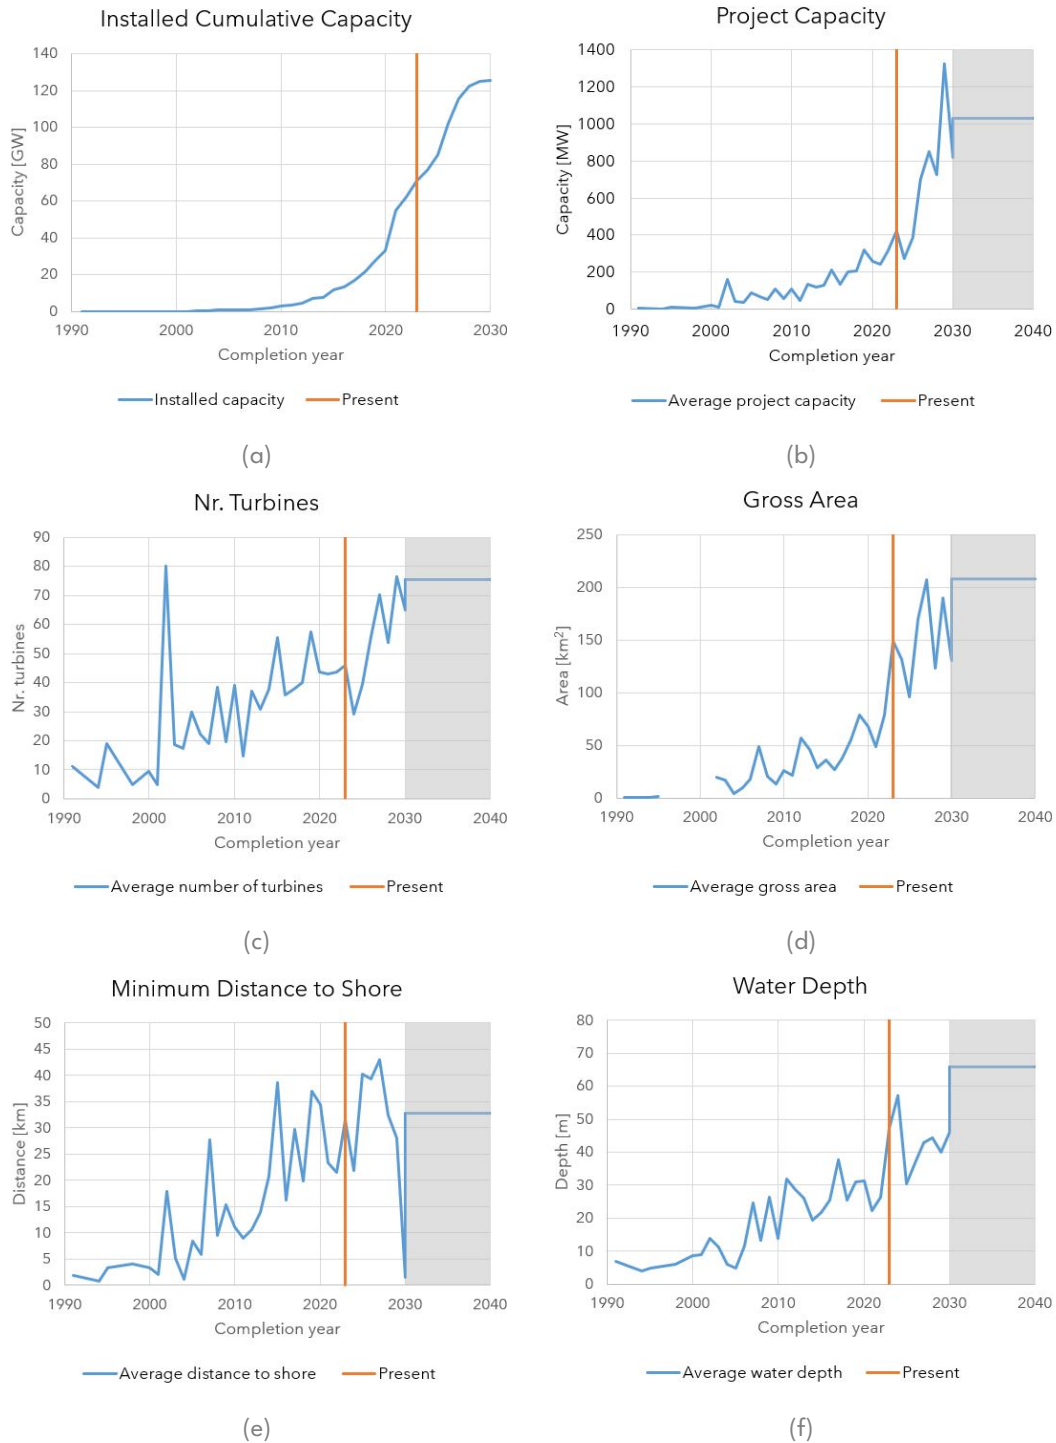 Installed Cumulative Capacity
Capacity [GW]
140
120
100
80
60
40
20
0
1990 2000 2010 2020 2030
Completion year
Installed capacity Present
(a)
Project Capacity
Capacity [MW]
1400
1200
1000
800
600
400
200
0
1990 2000 2010 2020 2030 2040
Completion year
Average project capacity Present
(b)
Nr. Turbines
Nr. turbines
90
80
70
60
50
40
30
20
10
0
1990 2000 2010 2020 2030 2040
Completion year
Average number of turbines Present
(c)
Gross Area
Area [km²]
250
200
150
100
50
0
1990 2000 2010 2020 2030 2040
Completion year
Average gross area Present
(d)
Minimum Distance to Shore
Distance [km]
50
45
40
35
30
25
20
15
10
5
0
1990 2000 2010 2020 2030 2040
Completion year
Average distance to shore Present
(e)
Water Depth
Depth [m]
80
70
60
50
40
30
20
10
0
1990 2000 2010 2020 2030 2040
Completion year
Average water depth Present
(f)